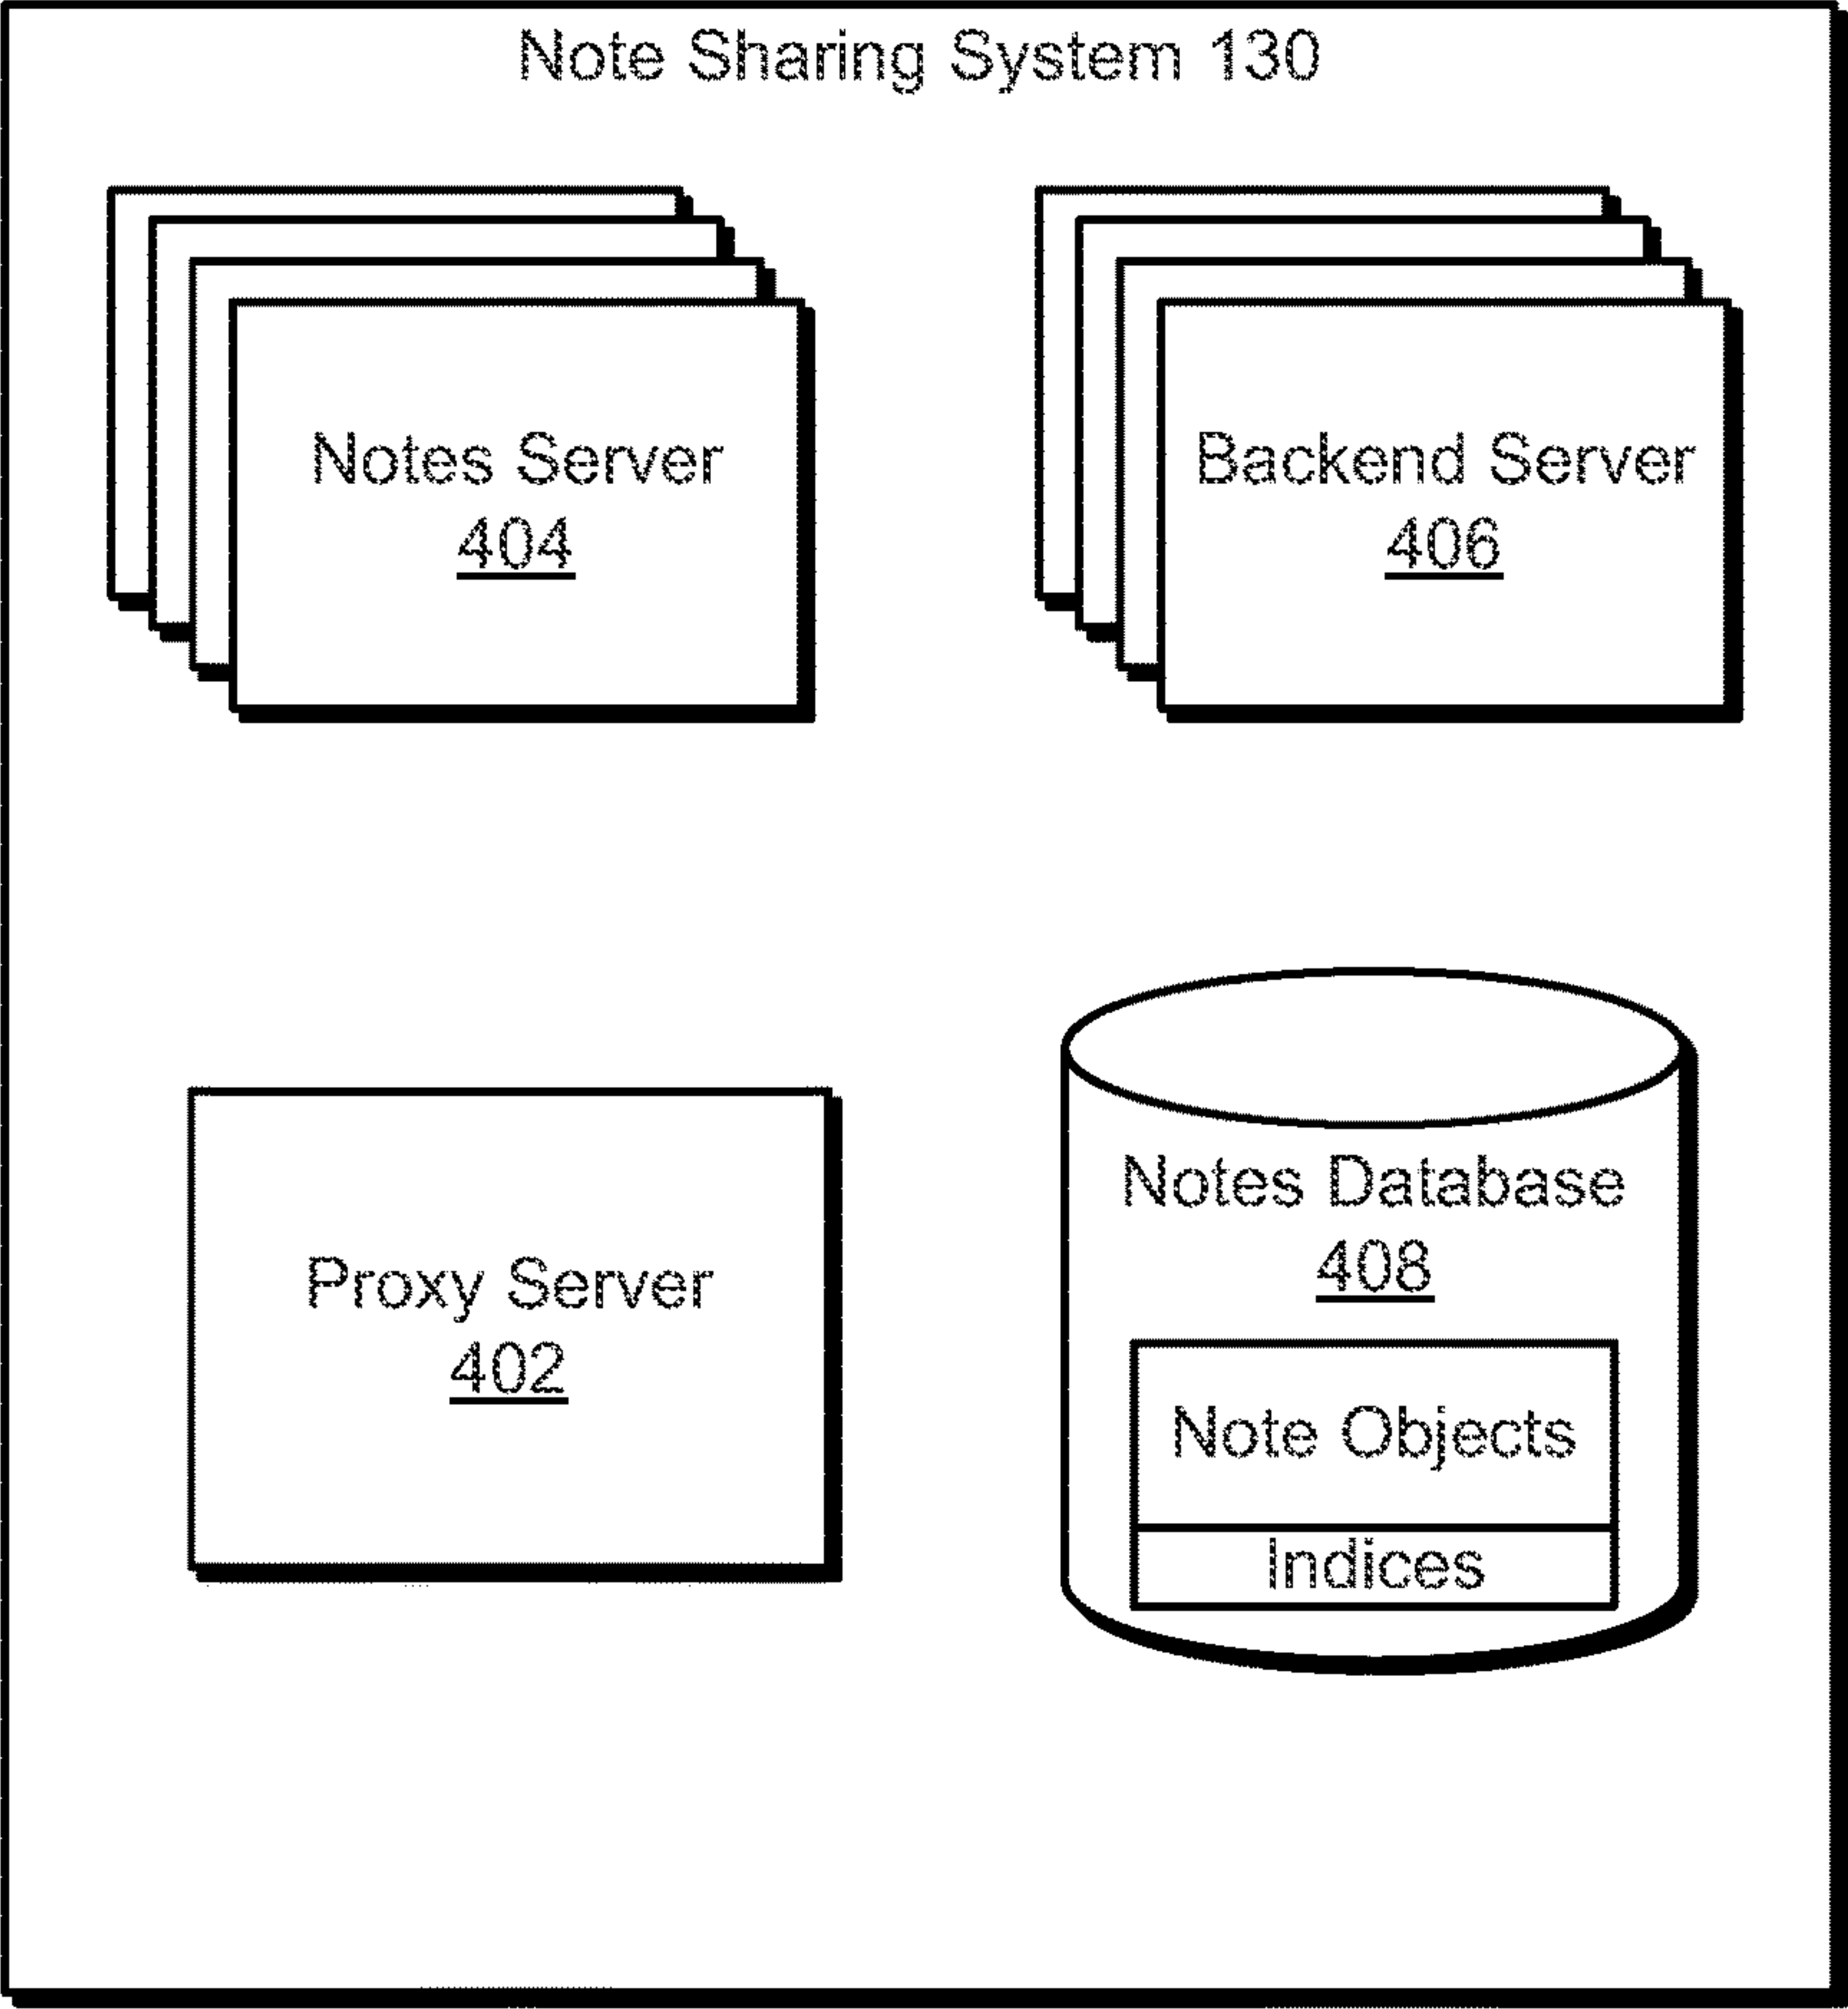 Note Sharing System 130
Notes Server
404
Backend Server
406
Proxy Server
402
Notes Database
408
Note Objects
Indices